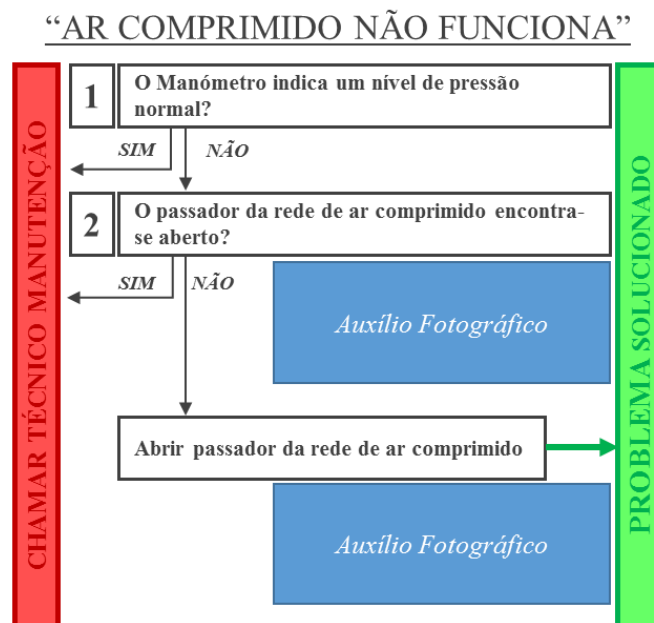 “AR COMPRIMIDO NÃO FUNCIONA”
CHAMAR TÉCNICO MANUTENÇÃO
1
O Manómetro indica um nível de pressão
normal?
SIM
NÃO
2
O passador da rede de ar comprimido encontra-
se aberto?
SIM
NÃO
Auxílio Fotográfico
Abrir passador da rede de ar comprimido
Auxílio Fotográfico
PROBLEMA SOLUCIONADO